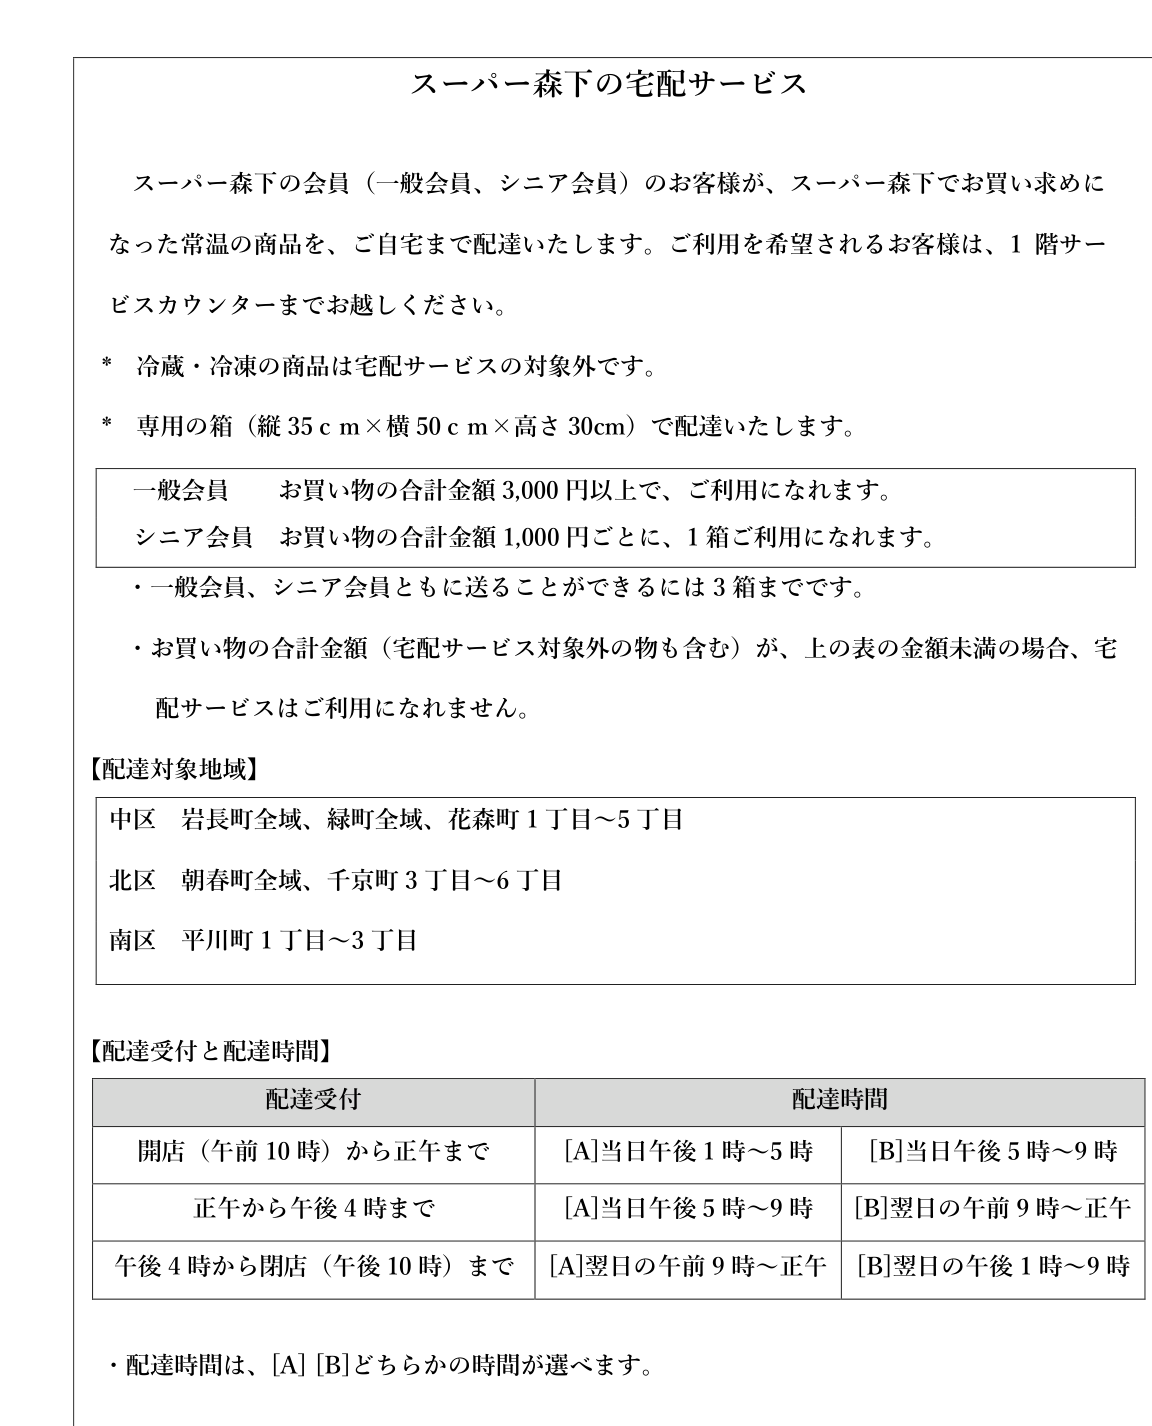 スーパー森下の宅配サービス
スーパー森下の会員（一般会員、シニア会員）のお客様が、スーパー森下でお買い求めに
なった常温の商品を、ご自宅まで配達いたします。ご利用を希望されるお客様は、1 階サー
ビスカウンターまでお越しください。
* 冷蔵・冷凍の商品は宅配サービスの対象外です。
* 専用の箱（縦 35ｃｍ×横 50ｃｍ×高さ 30cm）で配達いたします。
一般会員　　お買い物の合計金額 3,000 円以上で、ご利用になれます。
シニア会員　お買い物の合計金額 1,000 円ごとに、1 箱ご利用になれます。
・一般会員、シニア会員ともに送ることができるには 3 箱までです。
・お買い物の合計金額（宅配サービス対象外の物も含む）が、上の表の金額未満の場合、宅
配サービスはご利用になれません。
【配達対象地域】
中区　岩長町全域、緑町全域、花森町 1 丁目～5 丁目
北区　朝春町全域、千京町 3 丁目～6 丁目
南区　平川町 1 丁目～3 丁目
【配達受付と配達時間】
配達受付　配達時間
開店（午前 10 時）から正午まで　[A]当日午後 1 時～5 時　[B]当日午後 5 時～9 時
正午から午後 4 時まで　[A]当日午後 5 時～9 時　[B]翌日の午前 9 時～正午
午後 4 時から閉店（午後 10 時）まで　[A]翌日の午前 9 時～正午　[B]翌日の午後 1 時～9 時
・配達時間は、[A] [B]どちらかの時間が選べます。